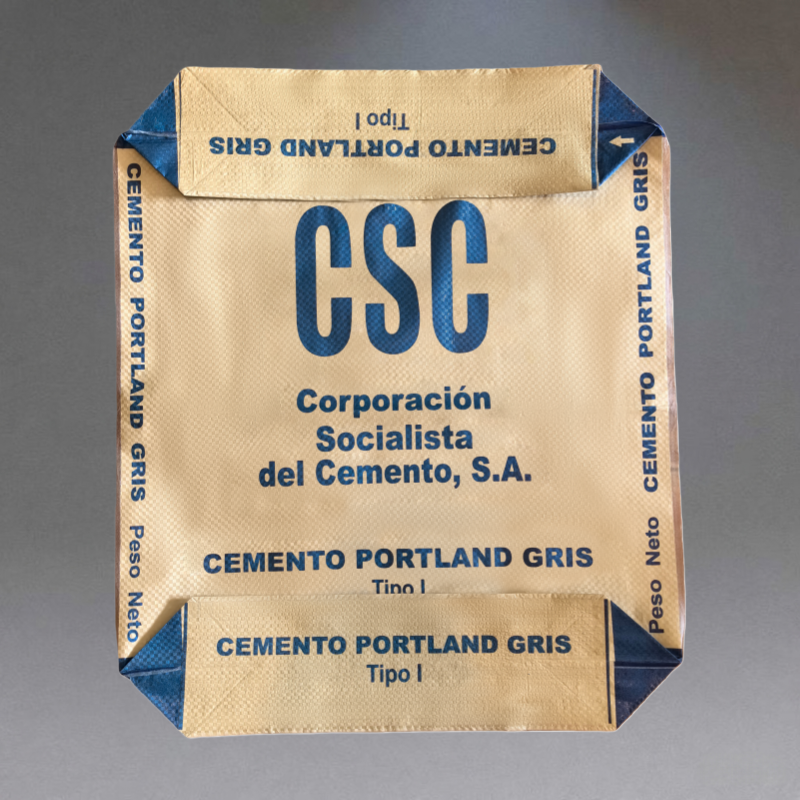 Tipo I
CEMENTO PORTLAND GRIS
CSC
Corporación
Socialista
del Cemento, S.A.
CEMENTO PORTLAND GRIS
Tipo I
CEMENTO PORTLAND GRIS
Tipo I
CEMENTO PORTLAND GRIS Peso Neto
Peso Neto CEMENTO PORTLAND GRIS